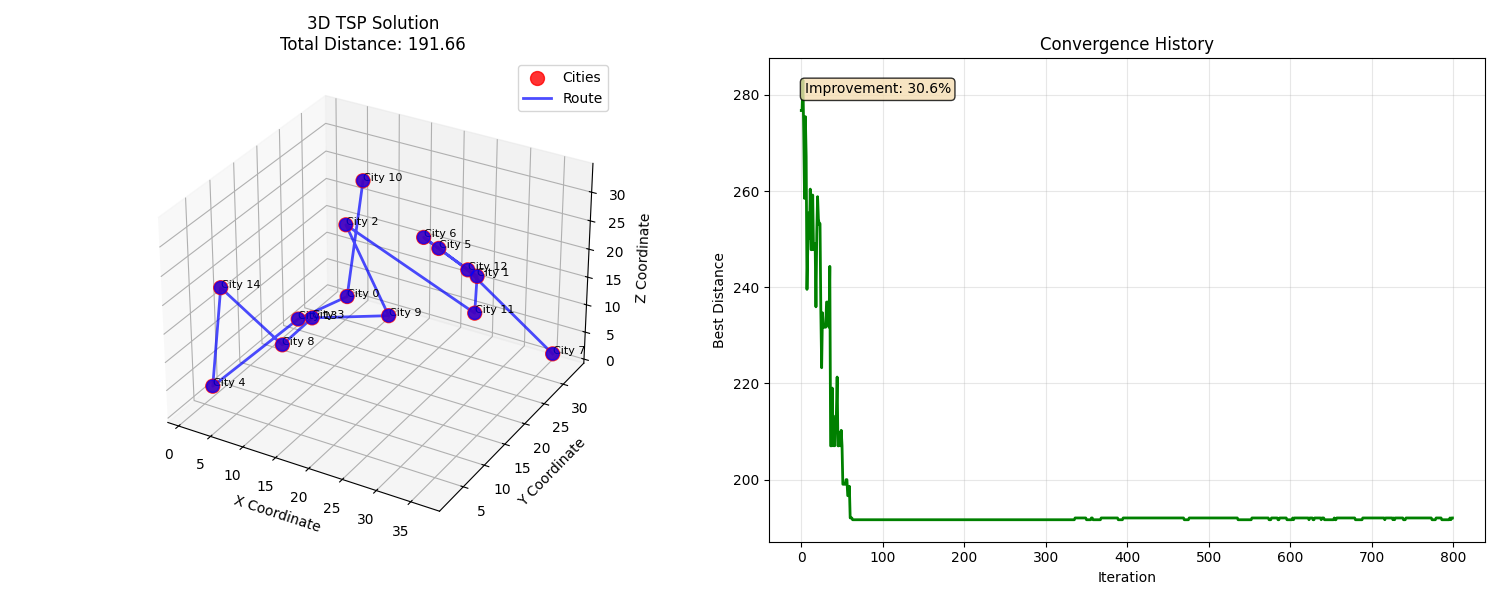 3D TSP Solution
Total Distance: 191.66
Cities
Route
City 10
City 2
City 6
City 5
City 12
City 1
City 14
City 0
City 11
City 3
City 9
City 8
City 7
City 4
0
5
10
15
20
25
30
35
X Coordinate
5
10
15
20
25
30
Y Coordinate
0
5
10
15
20
25
30
Z Coordinate
Convergence History
Improvement: 30.6%
280
260
240
220
200
Best Distance
0
100
200
300
400
500
600
700
800
Iteration